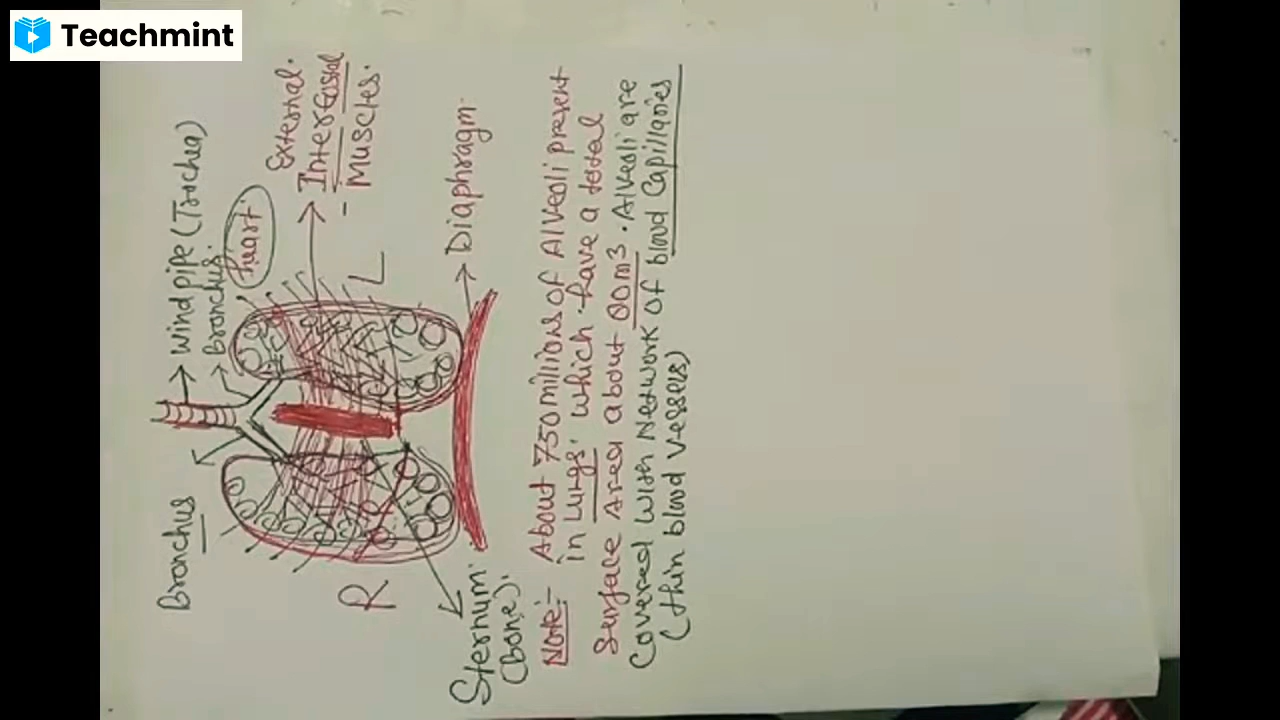 Teachmint
→ Wind pipe (Trachea)
bronchus
Bronchus
heart
External.
Intercostal
- Muscles.
R
L
→ Diaphragm.
Sternum.
(bone).
Note:- About 750 millions of Alveoli present
in Lungs. which have a total
surface area about 00m³. Alveoli are
Covered with Network of blood Capillaries
(thin blood vessels)